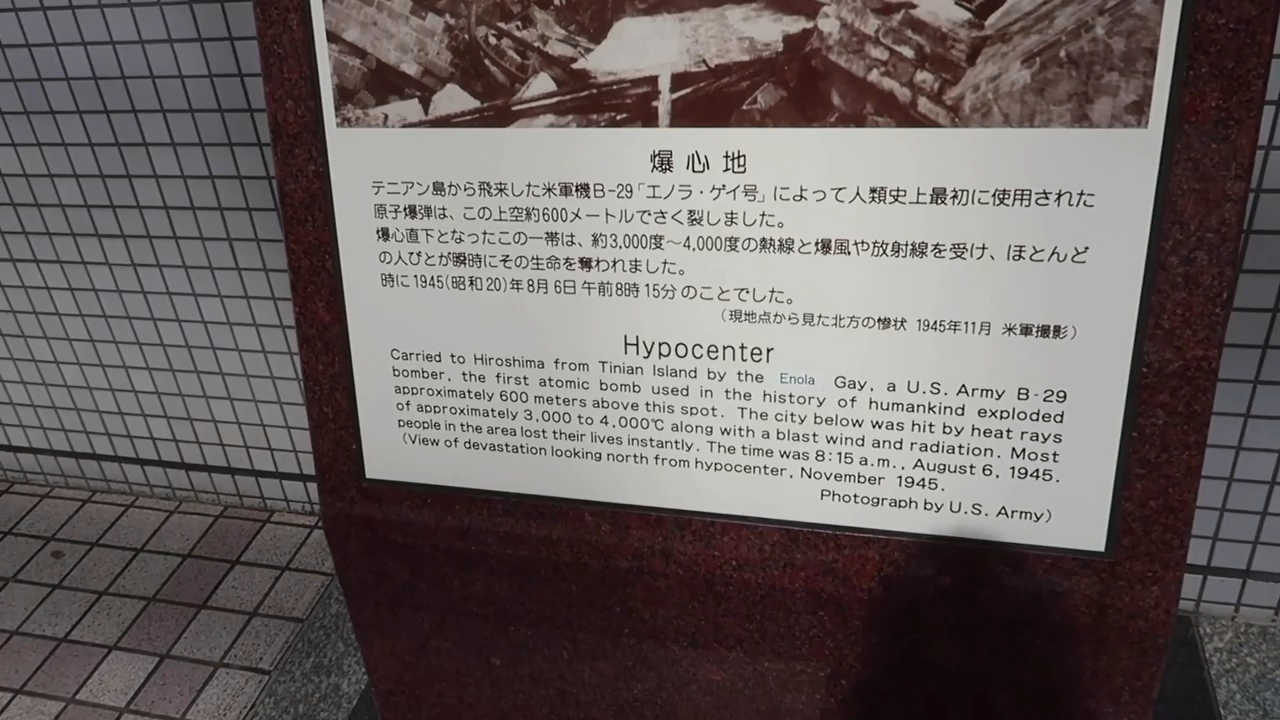 爆心地
テニアン島から飛来した米軍機B-29「エノラ・ゲイ号」によって人類史上最初に使用された
原子爆弾は、この上空約600メートルでさく裂しました。
爆心直下となったこの一帯は、約3,000度～4,000度の熱線と爆風や放射線を受け、ほとんど
の人びとが瞬時にその生命を奪われました。
時に1945(昭和20)年8月6日午前8時15分のことでした。
（現地点から見た北方の惨状 1945年11月 米軍撮影）
Hypocenter
Carried to Hiroshima from Tinian Island by the Enola Gay, a U.S. Army B-29
bomber, the first atomic bomb used in the history of humankind exploded
approximately 600 meters above this spot. The city below was hit by heat rays
of approximately 3,000 to 4,000℃ along with a blast wind and radiation. Most
people in the area lost their lives instantly. The time was 8:15 a.m., August 6, 1945.
(View of devastation looking north from hypocenter, November 1945.
Photograph by U.S. Army)